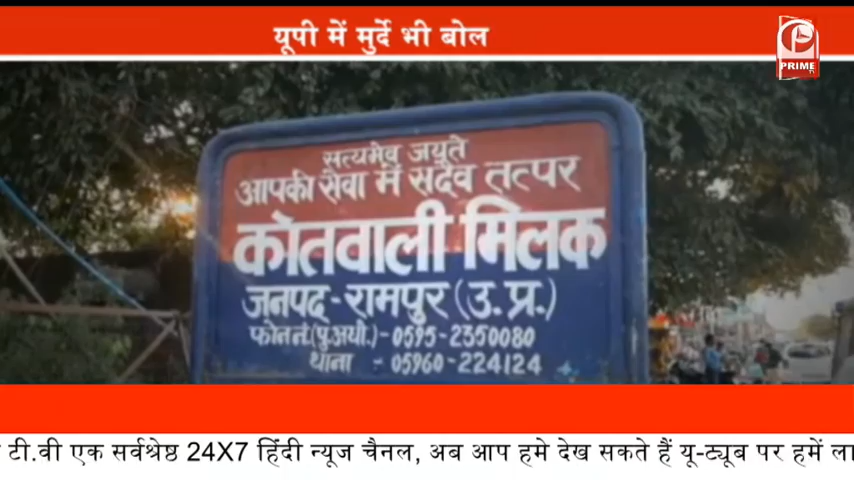 यूपी में मुर्दे भी बोल
PRIME
सत्यमेव जयते
आपकी सेवा में सदैव तत्पर
कोतवाली मिलक
जनपद-रामपुर (उ.प्र.)
फोन नं.(पु.अधी.)-0595-2350080
थाना -05960-224124
टी.वी एक सर्वश्रेष्ठ 24X7 हिंदी न्यूज चैनल, अब आप हमे देख सकते हैं यू-ट्यूब पर हमें ला